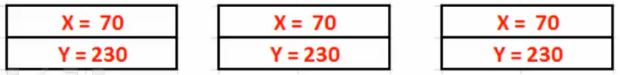 X = 70 X = 70 X = 70
Y = 230 Y = 230 Y = 230